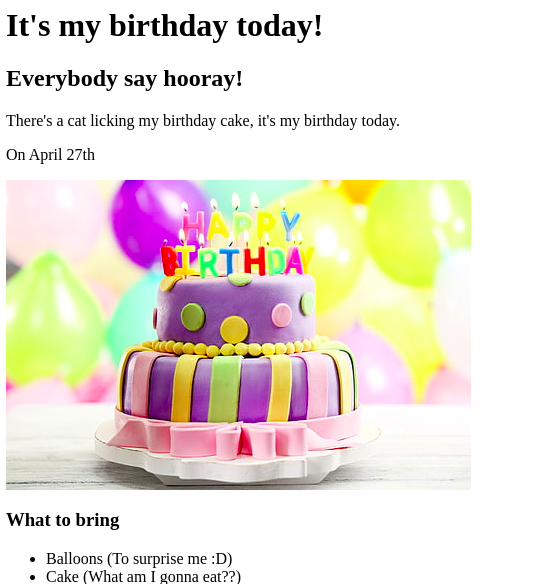 It's my birthday today!
Everybody say hooray!
There's a cat licking my birthday cake, it's my birthday today.
On April 27th
HAPPY
BIRTHDAY
What to bring
Balloons (To surprise me :D)
Cake (What am I gonna eat??)